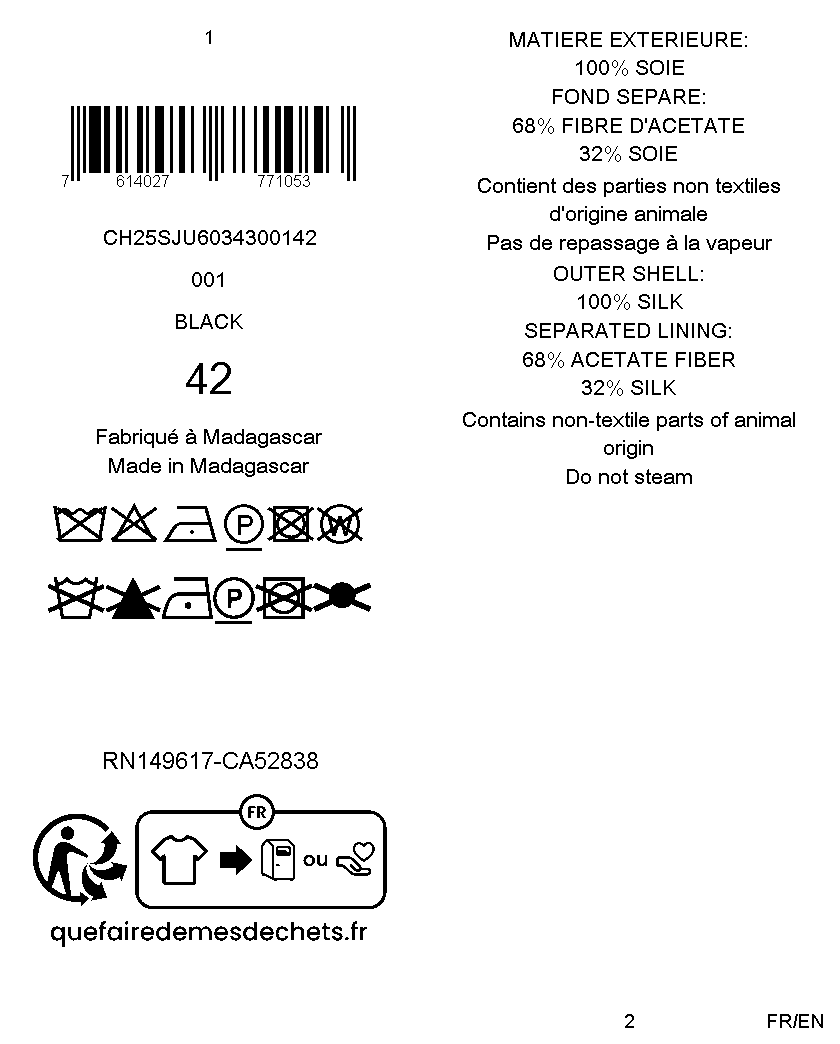 1
7 614027 771053
CH25SJU6034300142
001
BLACK
42
Fabriqué à Madagascar
Made in Madagascar
P
W
P
RN149617-CA52838
FR
ou
quefairedemesdechets.fr
MATIERE EXTERIEURE:
100% SOIE
FOND SEPARE:
68% FIBRE D'ACETATE
32% SOIE
Contient des parties non textiles
d'origine animale
Pas de repassage à la vapeur
OUTER SHELL:
100% SILK
SEPARATED LINING:
68% ACETATE FIBER
32% SILK
Contains non-textile parts of animal
origin
Do not steam
2
FR/EN